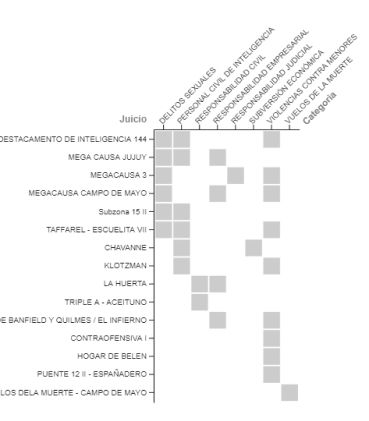 DELITOS SEXUALES
PERSONAL CIVIL DE INTELIGENCIA
RESPONSABILIDAD CIVIL
RESPONSABILIDAD EMPRESARIAL
RESPONSABILIDAD JUDICIAL
SUBVERSIÓN ECONÓMICA
VIOLENCIAS CONTRA MENORES
VUELOS DE LA MUERTE
Categoria
Juicio
DESTACAMENTO DE INTELIGENCIA 144
MEGA CAUSA JUJUY
MEGACAUSA 3
MEGACAUSA CAMPO DE MAYO
Subzona 15 II
TAFFAREL - ESCUELITA VII
CHAVANNE
KLOTZMAN
LA HUERTA
TRIPLE A - ACEITUNO
DE BANFIELD Y QUILMES / EL INFIERNO
CONTRAOFENSIVA I
HOGAR DE BELEN
PUENTE 12 II - ESPAÑADERO
LOS DELA MUERTE - CAMPO DE MAYO